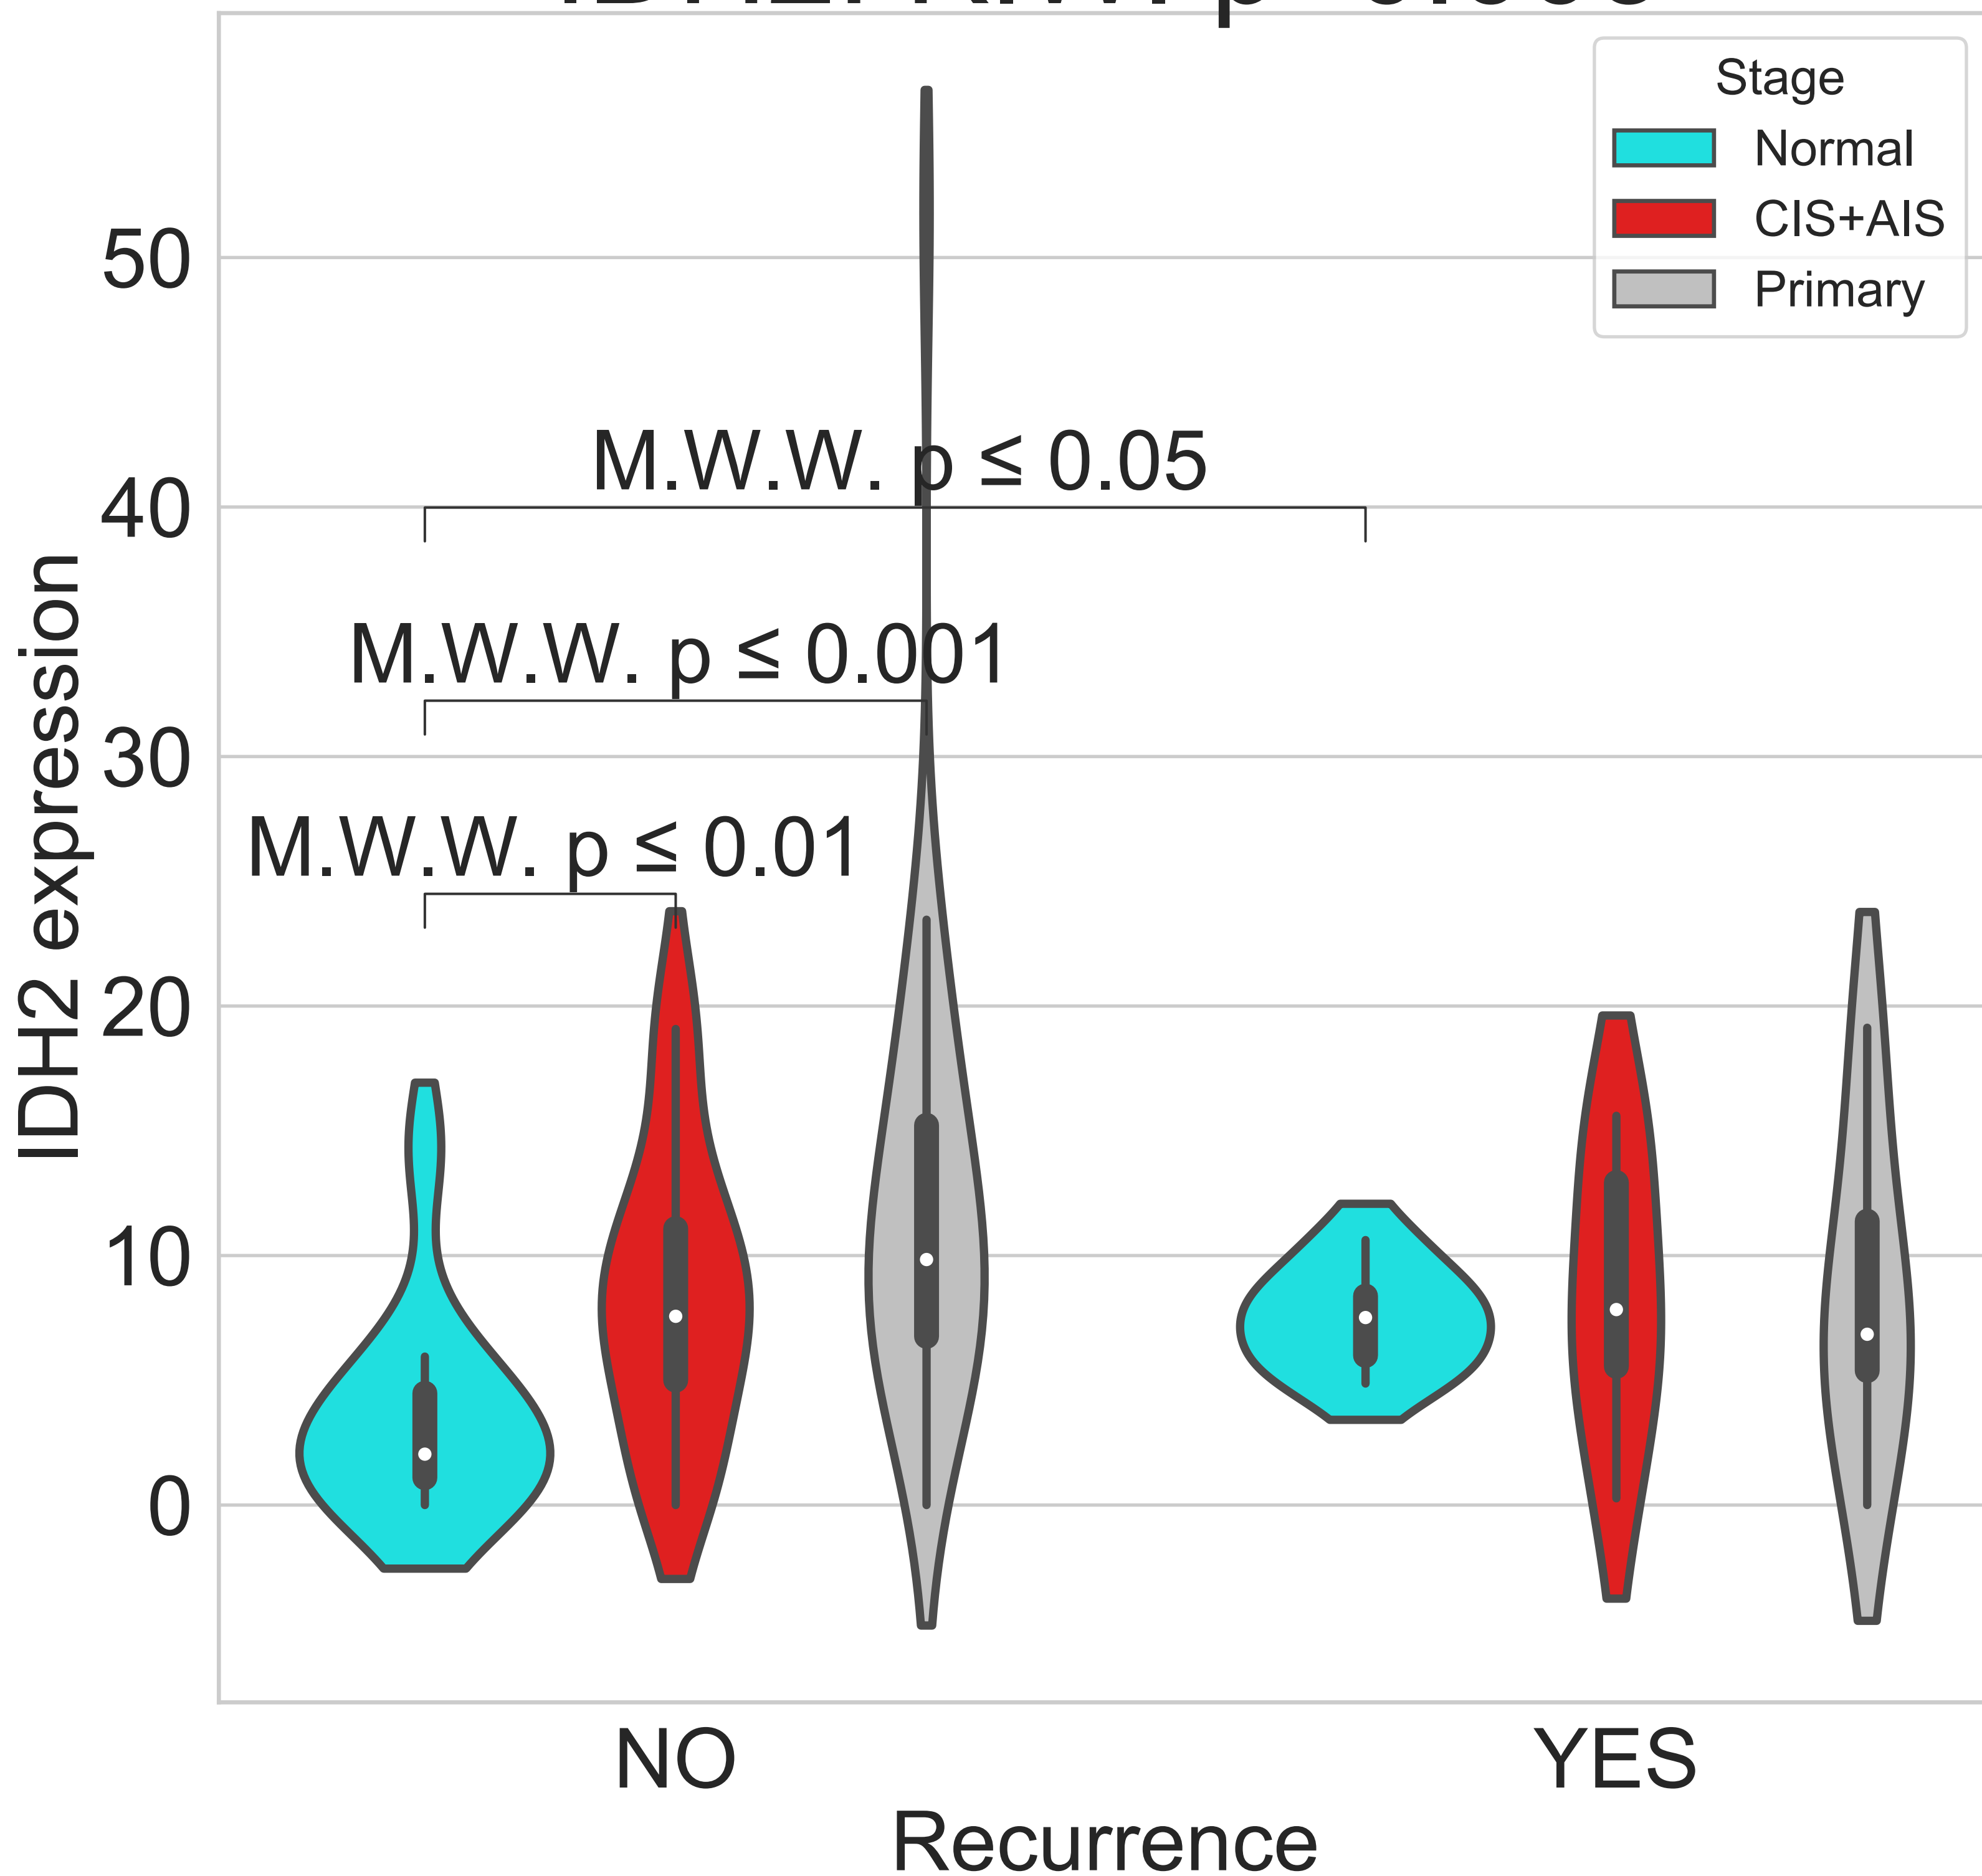 Stage
Normal
CIS+AIS
Primary
50
40
30
20
10
0
IDH2 expression
M.W.W. p ≤ 0.05
M.W.W. p ≤ 0.001
M.W.W. p ≤ 0.01
NO
YES
Recurrence